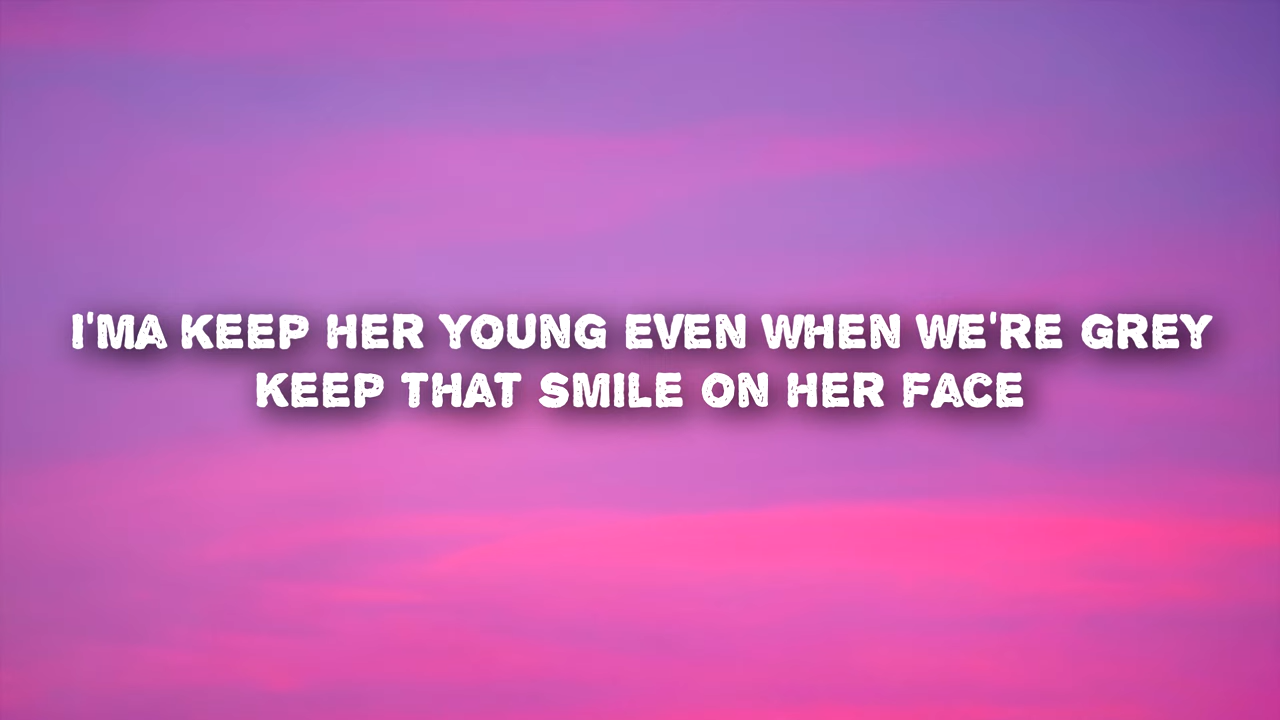 I'MA KEEP HER YOUNG EVEN WHEN WE'RE GREY
KEEP THAT SMILE ON HER FACE